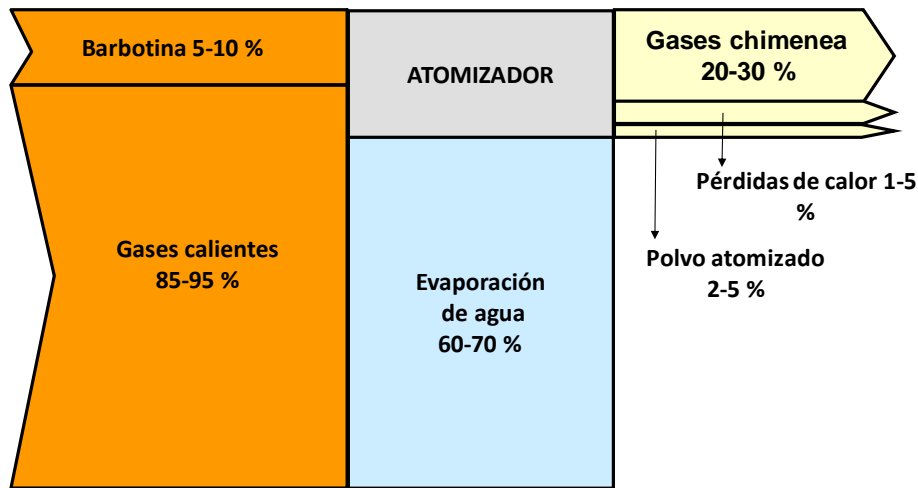 Barbotina 5-10 %
ATOMIZADOR
Gases chimenea
20-30 %
Pérdidas de calor 1-5
%
Gases calientes
85-95 %
Evaporación
de agua
60-70 %
Polvo atomizado
2-5 %